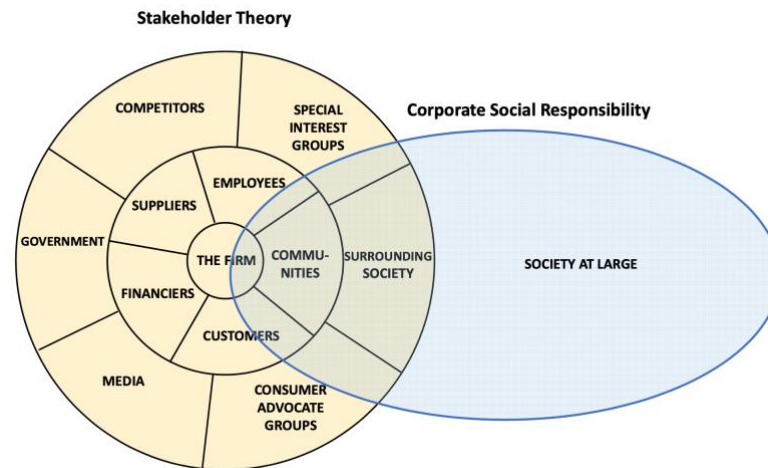 Stakeholder Theory
COMPETITORS
SPECIAL
INTEREST
GROUPS
Corporate Social Responsibility
EMPLOYEES
SUPPLIERS
GOVERNMENT
THE FIRM
COMMU-
NITIES
SURROUNDING
SOCIETY
SOCIETY AT LARGE
FINANCIERS
CUSTOMERS
MEDIA
CONSUMER
ADVOCATE
GROUPS